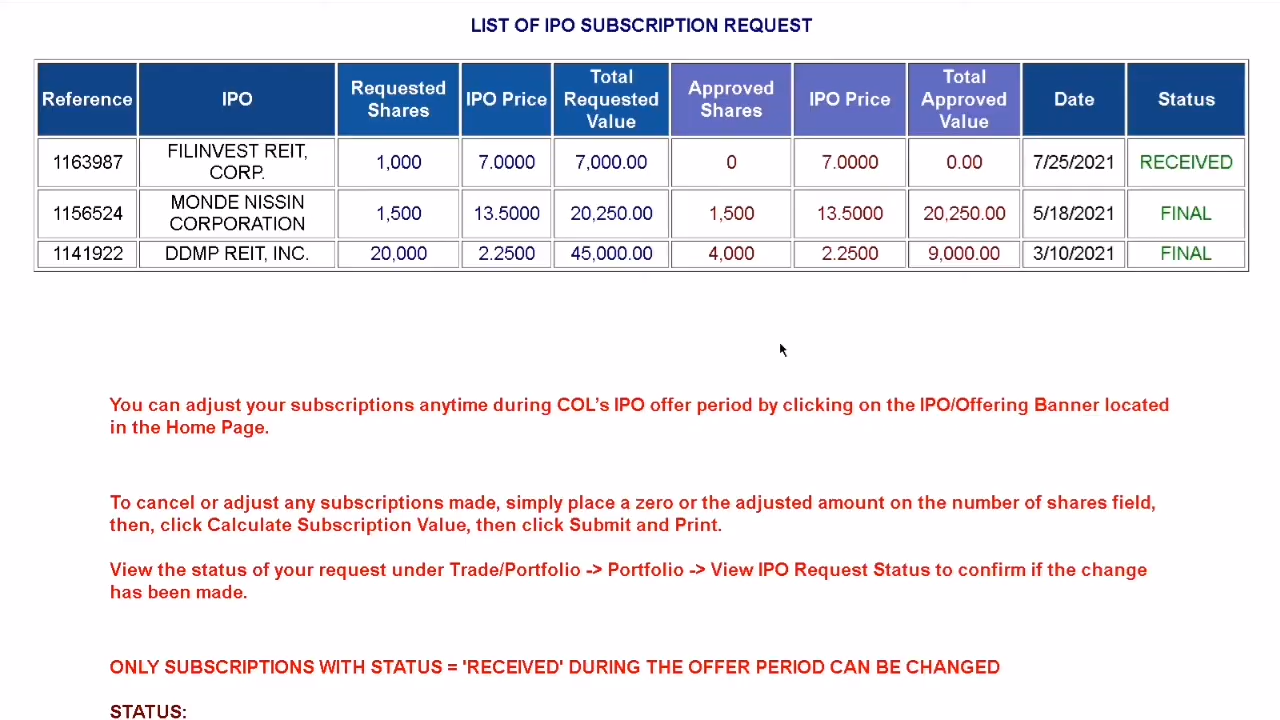 LIST OF IPO SUBSCRIPTION REQUEST
Reference IPO Requested Shares IPO Price Total Requested Value Approved Shares IPO Price Total Approved Value Date Status
1163987 FILINVEST REIT, CORP. 1,000 7.0000 7,000.00 0 7.0000 0.00 7/25/2021 RECEIVED
1156524 MONDE NISSIN CORPORATION 1,500 13.5000 20,250.00 1,500 13.5000 20,250.00 5/18/2021 FINAL
1141922 DDMP REIT, INC. 20,000 2.2500 45,000.00 4,000 2.2500 9,000.00 3/10/2021 FINAL
You can adjust your subscriptions anytime during COL’s IPO offer period by clicking on the IPO/Offering Banner located
in the Home Page.
To cancel or adjust any subscriptions made, simply place a zero or the adjusted amount on the number of shares field,
then, click Calculate Subscription Value, then click Submit and Print.
View the status of your request under Trade/Portfolio -> Portfolio -> View IPO Request Status to confirm if the change
has been made.
ONLY SUBSCRIPTIONS WITH STATUS = 'RECEIVED' DURING THE OFFER PERIOD CAN BE CHANGED
STATUS: